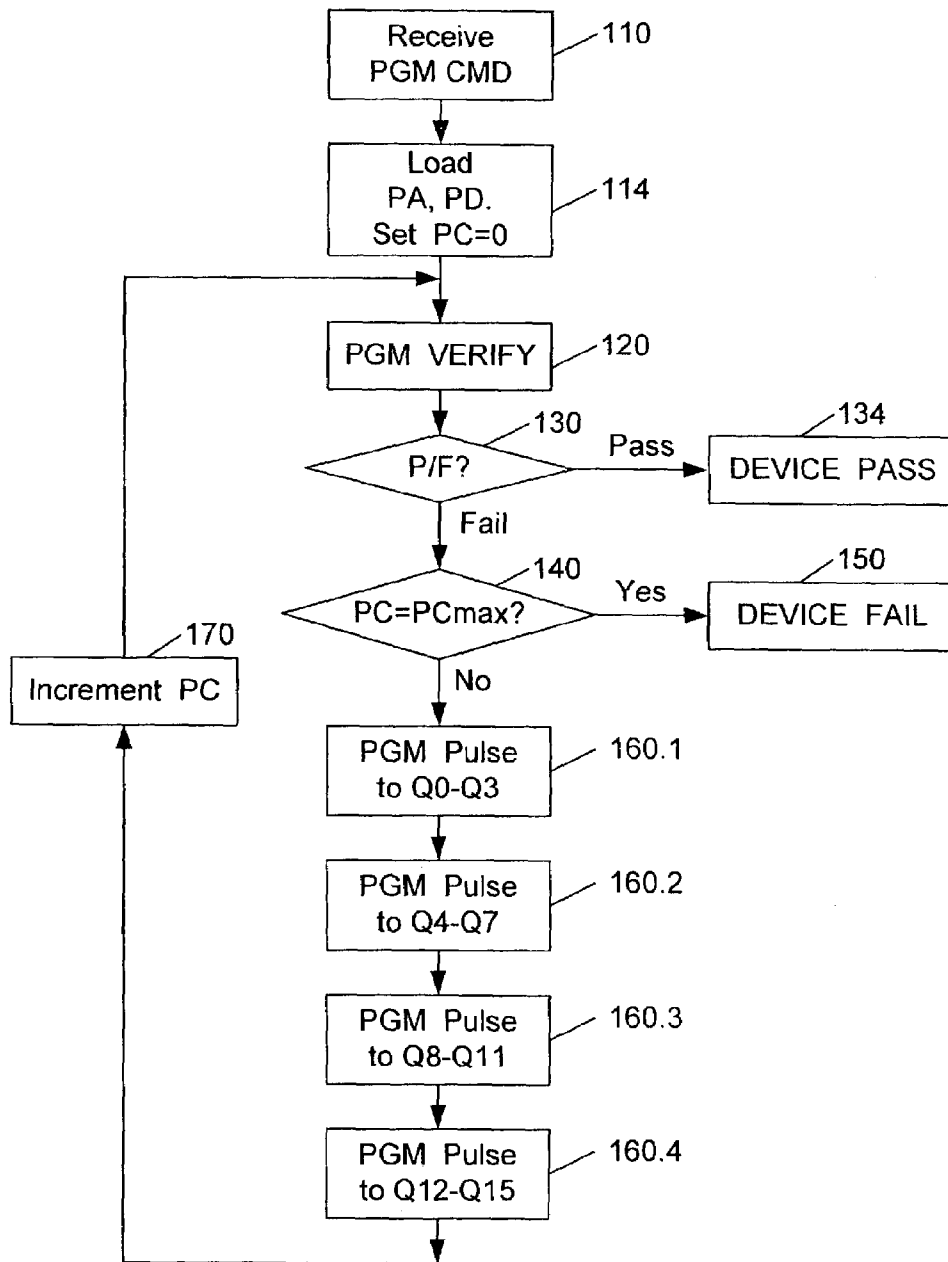 Receive
PGM CMD
110
Load
PA, PD.
Set PC=0
114
PGM VERIFY
120
130
P/F?
Pass
134
DEVICE PASS
Fail
140
PC=PCmax?
Yes
150
DEVICE FAIL
170
Increment PC
No
PGM Pulse
to Q0-Q3
160.1
PGM Pulse
to Q4-Q7
160.2
PGM Pulse
to Q8-Q11
160.3
PGM Pulse
to Q12-Q15
160.4